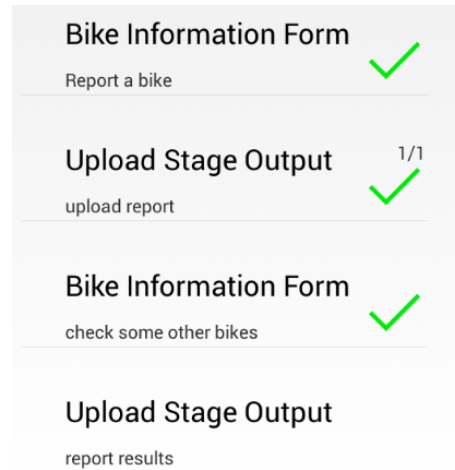 Bike Information Form
Report a bike
Upload Stage Output
1/1
upload report
Bike Information Form
check some other bikes
Upload Stage Output
report results